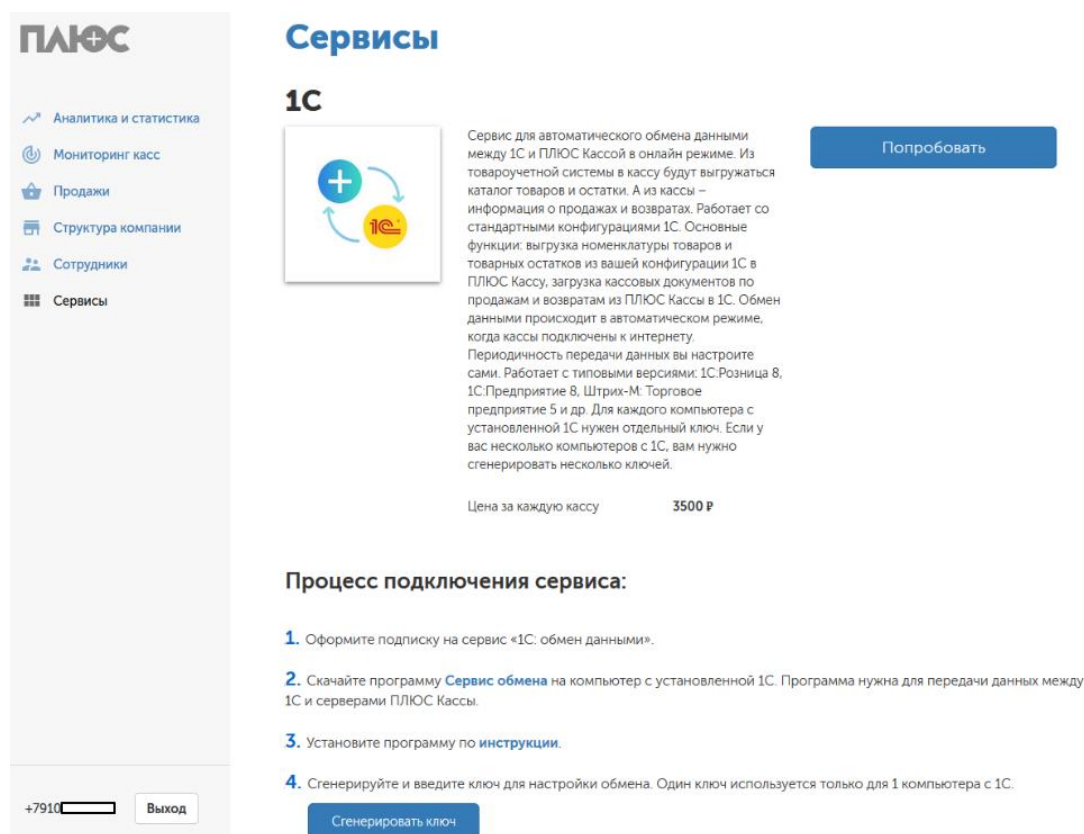 ПЛЮС
Аналитика и статистика
Мониторинг касс
Продажи
Структура компании
Сотрудники
Сервисы
+7910
Выход
Сервисы
1С
1С
Сервис для автоматического обмена данными
между 1С и ПЛЮС Кассой в онлайн режиме. Из
товароучетной системы в кассу будут выгружаться
каталог товаров и остатки. А из кассы –
информация о продажах и возвратах. Работает со
стандартными конфигурациями 1С. Основные
функции: выгрузка номенклатуры товаров и
товарных остатков из вашей конфигурации 1С в
ПЛЮС Кассу, загрузка кассовых документов по
продажам и возвратам из ПЛЮС Кассы в 1С. Обмен
данными происходит в автоматическом режиме,
когда кассы подключены к интернету.
Периодичность передачи данных вы настроите
сами. Работает с типовыми версиями: 1С:Розница 8,
1С:Предприятие 8, Штрих-М: Торговое
предприятие 5 и др. Для каждого компьютера с
установленной 1С нужен отдельный ключ. Если у
вас несколько компьютеров с 1С, вам нужно
сгенерировать несколько ключей.
Цена за каждую кассу 3500 ₽
Попробовать
Процесс подключения сервиса:
1. Оформите подписку на сервис «1С: обмен данными».
2. Скачайте программу Сервис обмена на компьютер с установленной 1С. Программа нужна для передачи данных между
1С и серверами ПЛЮС Кассы.
3. Установите программу по инструкции.
4. Сгенерируйте и введите ключ для настройки обмена. Один ключ используется только для 1 компьютера с 1С.
Сгенерировать ключ